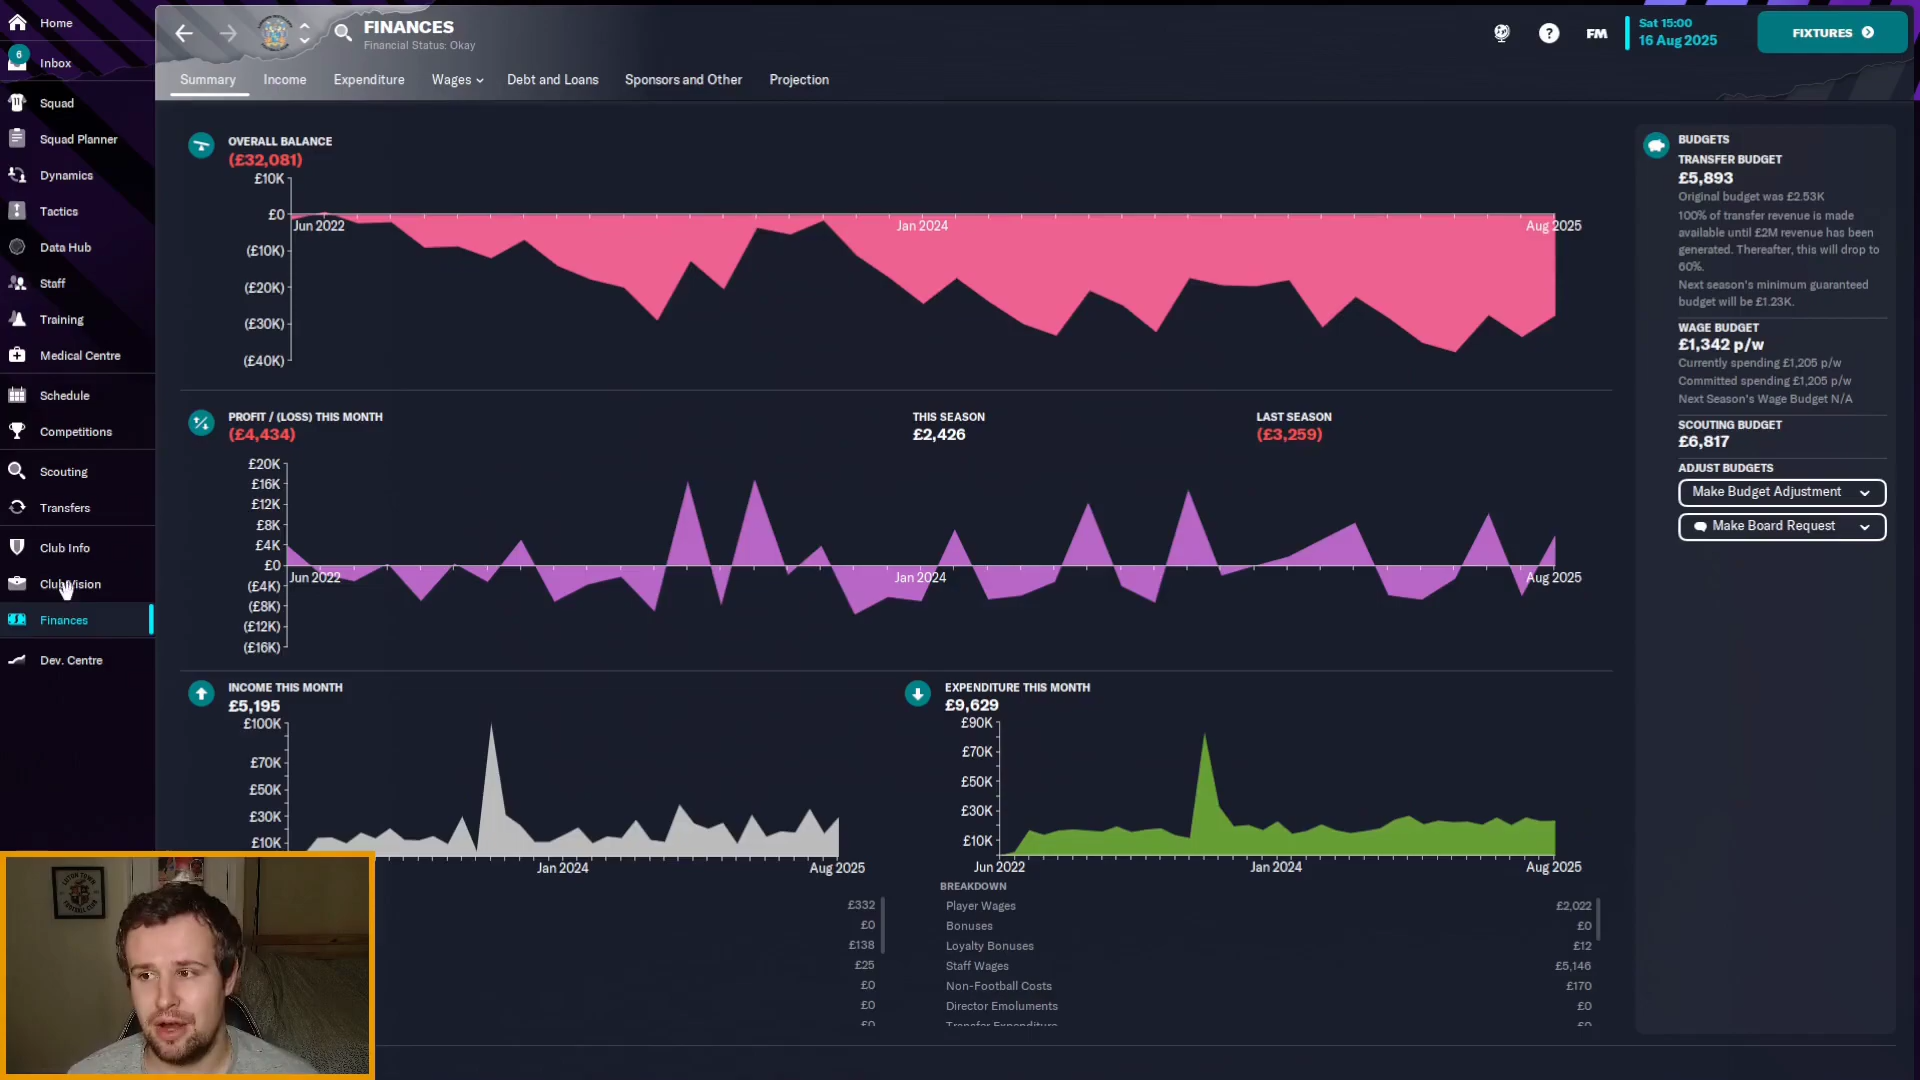 Home
6
Inbox
Squad
Squad Planner
Dynamics
Tactics
Data Hub
Staff
Training
Medical Centre
Schedule
Competitions
Scouting
Transfers
Club Info
Club Vision
Finances
Dev. Centre
FINANCES
Financial Status: Okay
FM
Sat 15:00
16 Aug 2025
FIXTURES
Summary
Income
Expenditure
Wages
Debt and Loans
Sponsors and Other
Projection
OVERALL BALANCE
(£32,081)
£10K
£0
(£10K)
(£20K)
(£30K)
(£40K)
Jun 2022
Jan 2024
Aug 2025
PROFIT / (LOSS) THIS MONTH
(£4,434)
THIS SEASON
£2,426
LAST SEASON
(£3,259)
£20K
£16K
£12K
£8K
£4K
£0
(£4K)
(£8K)
(£12K)
(£16K)
Jun 2022
Jan 2024
Aug 2025
INCOME THIS MONTH
£5,195
£100K
£70K
£50K
£30K
£10K
Jan 2024
Aug 2025
£332
£0
£138
£25
£0
£0
£0
EXPENDITURE THIS MONTH
£9,629
£90K
£70K
£50K
£30K
£10K
Jun 2022
Jan 2024
Aug 2025
BREAKDOWN
Player Wages £2,022
Bonuses £0
Loyalty Bonuses £12
Staff Wages £5,146
Non-Football Costs £170
Director Emoluments £0
Transfer Expenditure £0
BUDGETS
TRANSFER BUDGET
£5,893
Original budget was £2.53K
100% of transfer revenue is made
available until £2M revenue has been
generated. Thereafter, this will drop to
60%.
Next season's minimum guaranteed
budget will be £1.23K.
WAGE BUDGET
£1,342 p/w
Currently spending £1,205 p/w
Committed spending £1,205 p/w
Next Season's Wage Budget N/A
SCOUTING BUDGET
£6,817
ADJUST BUDGETS
Make Budget Adjustment
Make Board Request